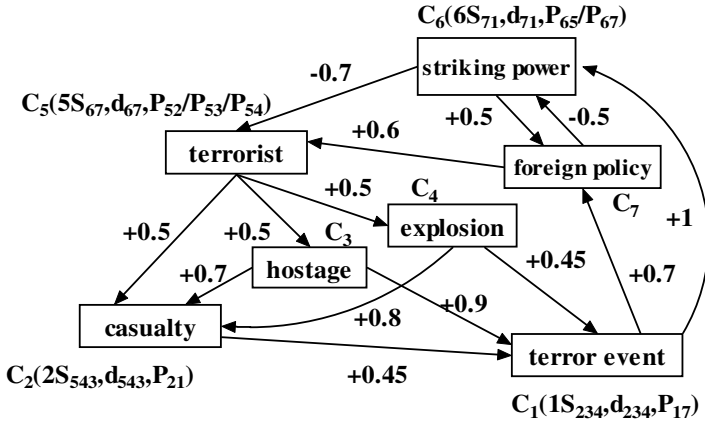 C₆(6S₇₁,d₇₁,P₆₅/P₆₇)
striking power
-0.7
C₅(5S₆₇,d₆₇,P₅₂/P₅₃/P₅₄)
+0.5
-0.5
+0.6
terrorist
foreign policy
+0.5
C₄
C₇
explosion
+1
+0.5
+0.5
C₃
+0.45
hostage
+0.7
+0.7
+0.8
+0.9
casualty
terror event
C₂(2S₅₄₃,d₅₄₃,P₂₁)
+0.45
C₁(1S₂₃₄,d₂₃₄,P₁₇)